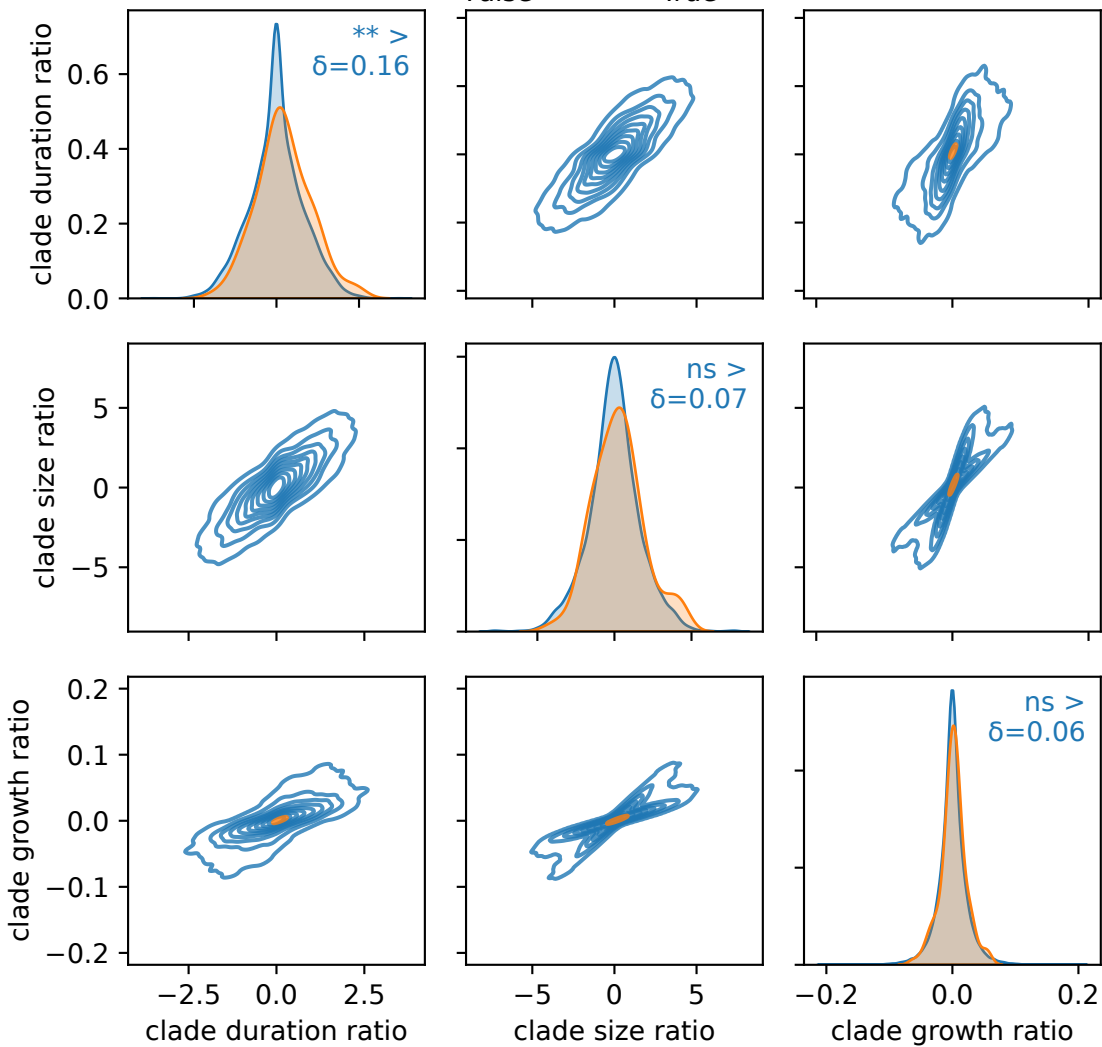 clade duration ratio
0.6
0.4
0.2
0.0
** >
δ=0.16
clade size ratio
5
0
−5
ns >
δ=0.07
clade growth ratio
0.2
0.1
0.0
−0.1
−0.2
ns >
δ=0.06
−2.5 0.0 2.5
−5 0 5
−0.2 0.0 0.2
clade duration ratio
clade size ratio
clade growth ratio